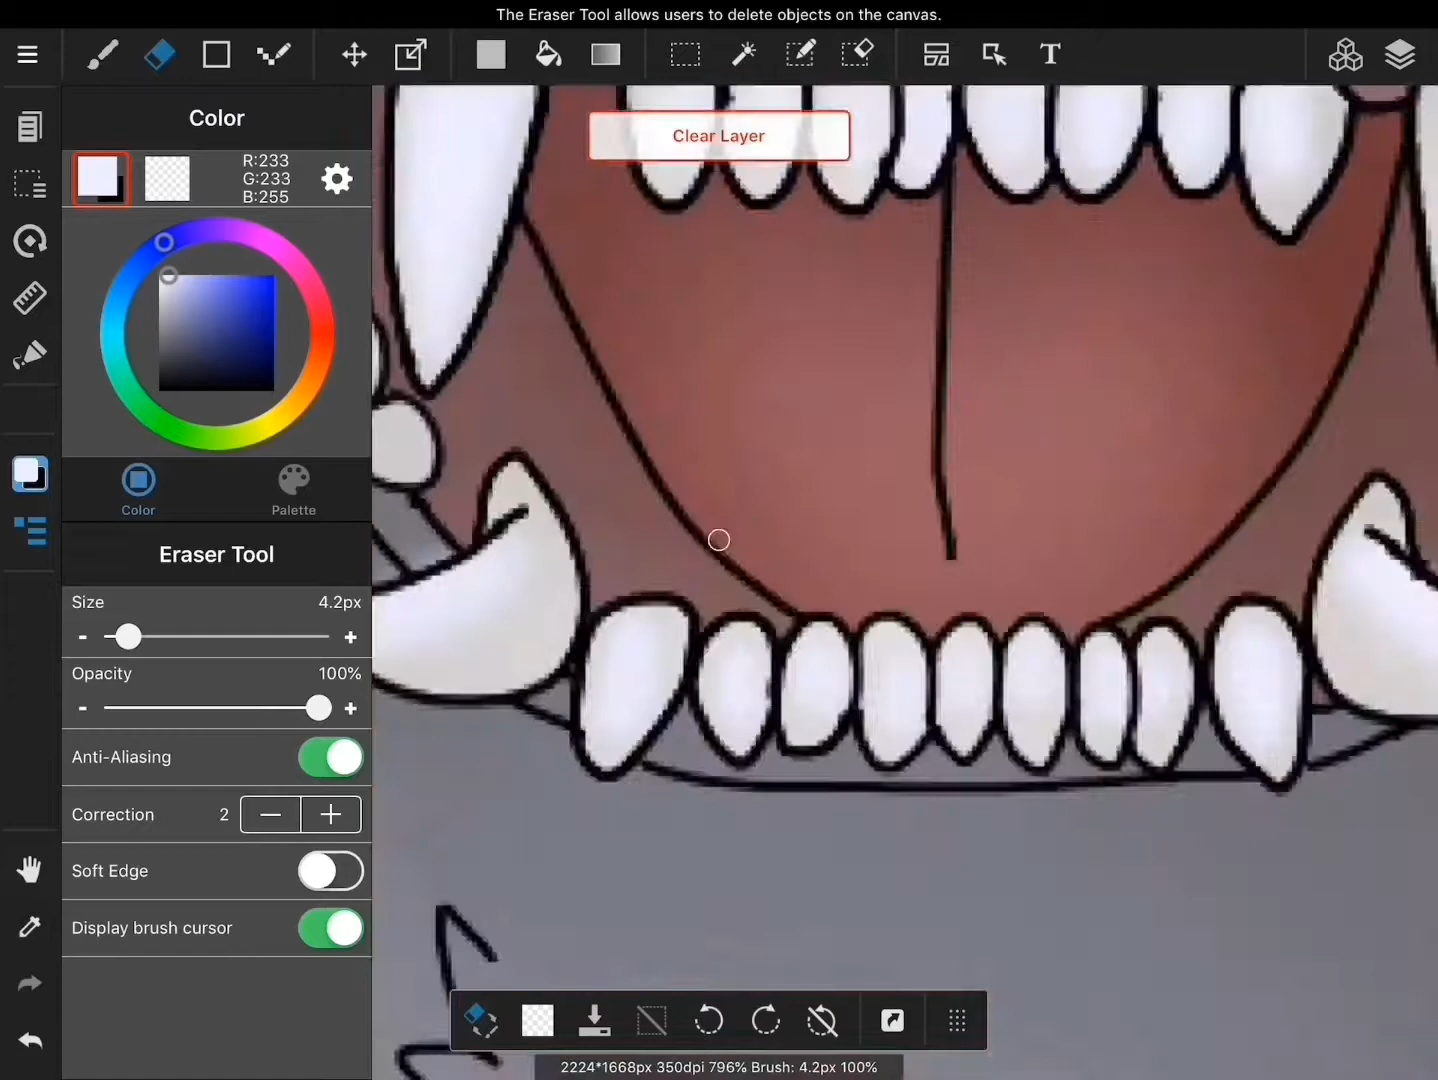 The Eraser Tool allows users to delete objects on the canvas.
T
Color
Clear Layer
R:233
G:233
B:255
Color
Palette
Eraser Tool
Size 4.2px
- +
Opacity 100%
- +
Anti-Aliasing
Correction 2 — +
Soft Edge
Display brush cursor
2224*1668px 350dpi 796% Brush: 4.2px 100%